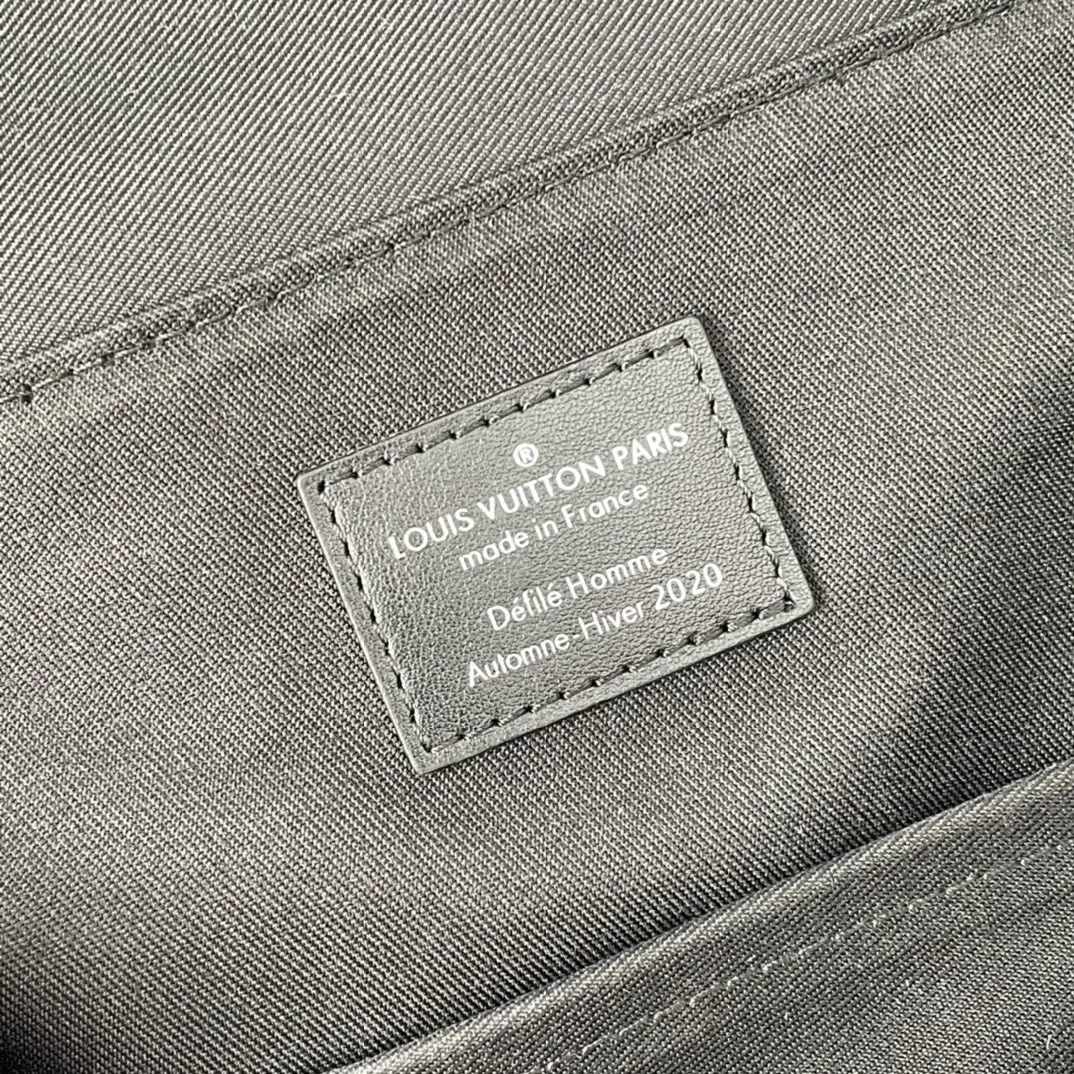 ®
LOUIS VUITTON PARIS
made in France
Défilé Homme
Automne-Hiver 2020